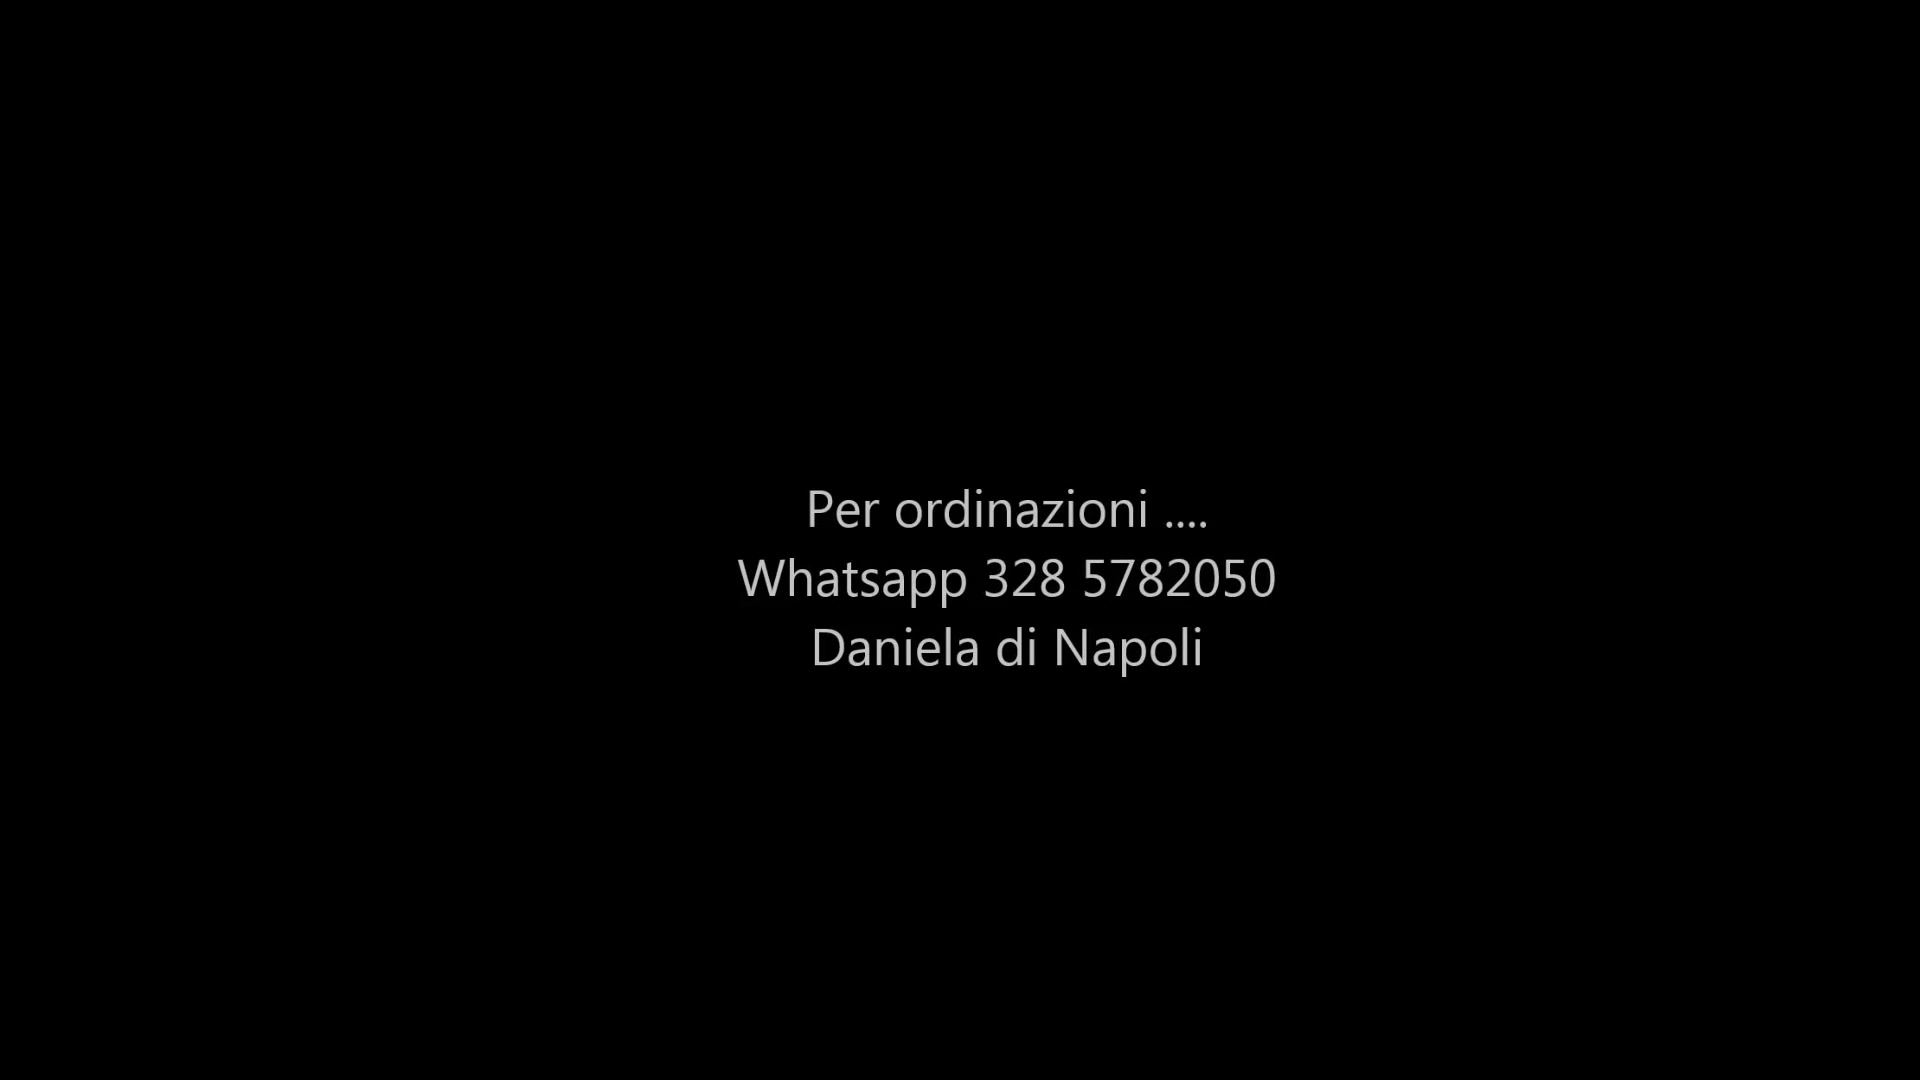 Per ordinazioni ....
Whatsapp 328 5782050
Daniela di Napoli